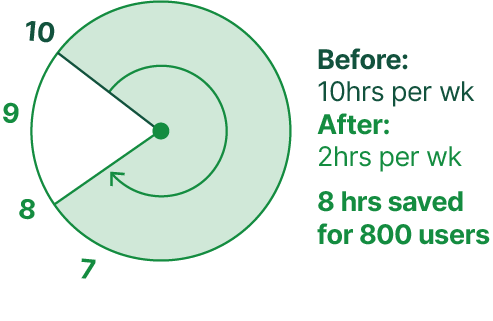 10
9
8
7
Before:
10hrs per wk
After:
2hrs per wk
8 hrs saved
for 800 users